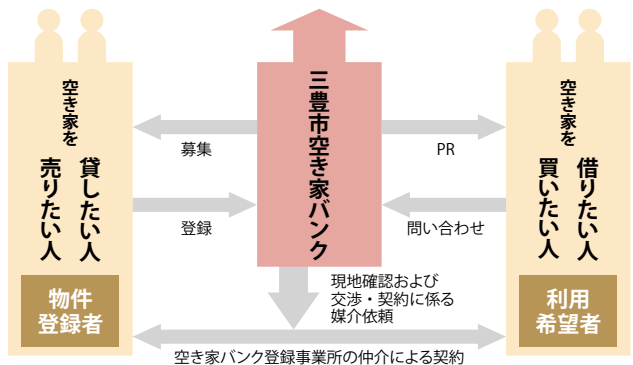 空き家を
貸したい人
売りたい人
物件
登録者
募集
登録
三豊市空き家バンク
PR
問い合わせ
現地確認および
交渉・契約に係る
媒介依頼
空き家を
借りたい人
買いたい人
利用
希望者
空き家バンク登録事業所の仲介による契約